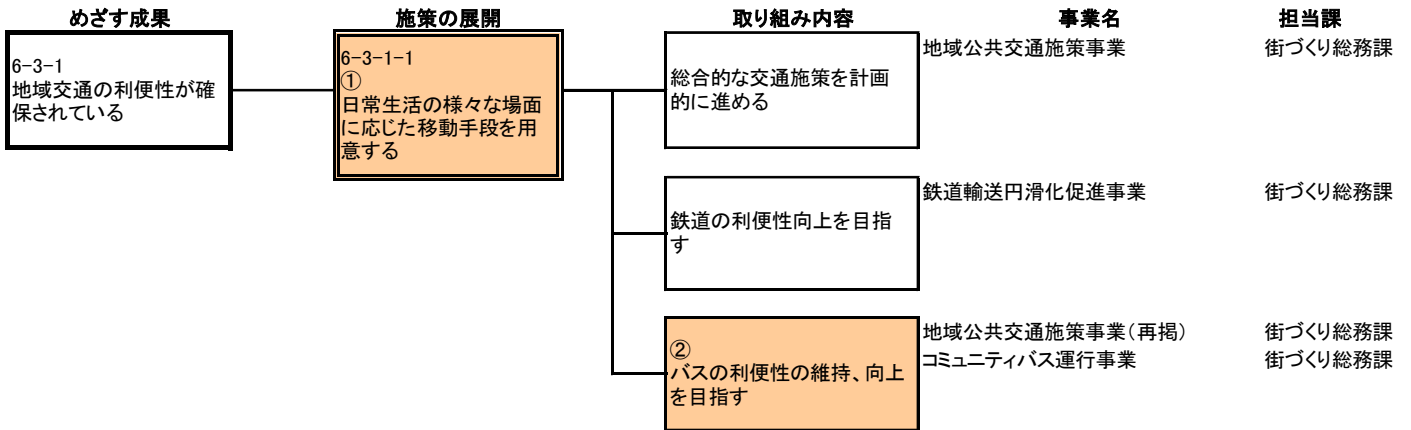 めざす成果
施策の展開
取り組み内容
事業名
担当課
6-3-1
地域交通の利便性が確
保されている
6-3-1-1
①
日常生活の様々な場面
に応じた移動手段を用
意する
総合的な交通施策を計画
的に進める
地域公共交通施策事業
街づくり総務課
鉄道の利便性向上を目指
す
鉄道輸送円滑化促進事業
街づくり総務課
②
バスの利便性の維持、向上
を目指す
地域公共交通施策事業(再掲)
街づくり総務課
コミュニティバス運行事業
街づくり総務課